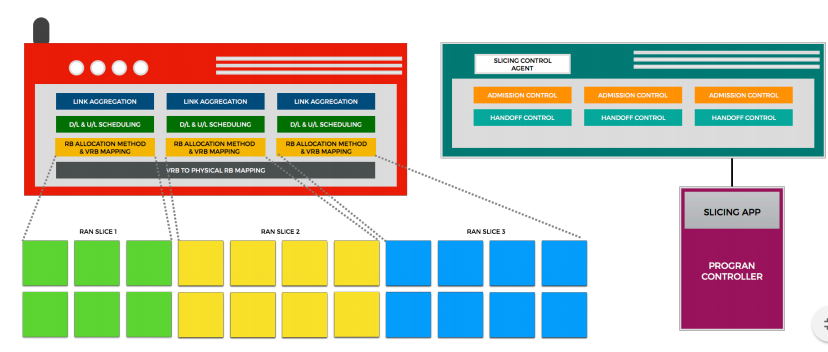 SLICING CONTROL
AGENT
LINK AGGREGATION
LINK AGGREGATION
LINK AGGREGATION
D/L & U/L SCHEDULING
D/L & U/L SCHEDULING
D/L & U/L SCHEDULING
RB ALLOCATION METHOD
& VRB MAPPING
RB ALLOCATION METHOD
& VRB MAPPING
RB ALLOCATION METHOD
& VRB MAPPING
VRB TO PHYSICAL RB MAPPING
ADMISSION CONTROL
ADMISSION CONTROL
ADMISSION CONTROL
HANDOFF CONTROL
HANDOFF CONTROL
HANDOFF CONTROL
RAN SLICE 1
RAN SLICE 2
RAN SLICE 3
SLICING APP
PROGRAN
CONTROLLER